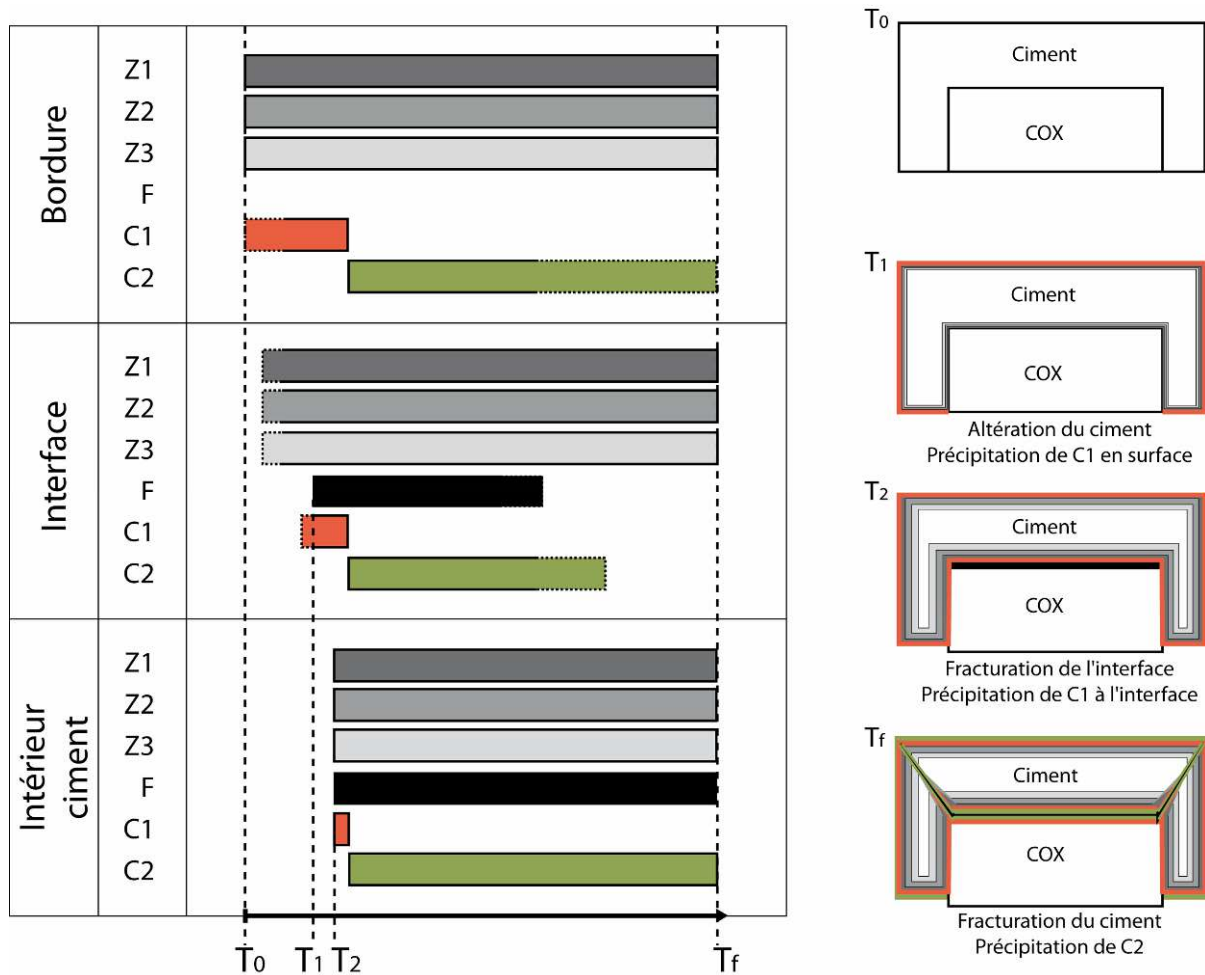 Bordure
Z1
Z2
Z3
F
C1
C2
Interface
Z1
Z2
Z3
F
C1
C2
Intérieur
ciment
Z1
Z2
Z3
F
C1
C2
T0
T1
T2
Tf
T0
Ciment
COX
T1
Ciment
COX
Altération du ciment
Précipitation de C1 en surface
T2
Ciment
COX
Fracturation de l'interface
Précipitation de C1 à l'interface
Tf
Ciment
COX
Fracturation du ciment
Précipitation de C2